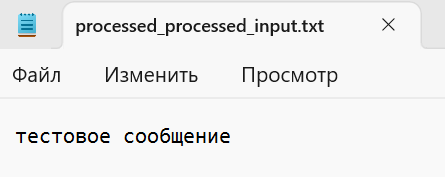 processed_processed_input.txt
Файл Изменить Просмотр
тестовое сообщение